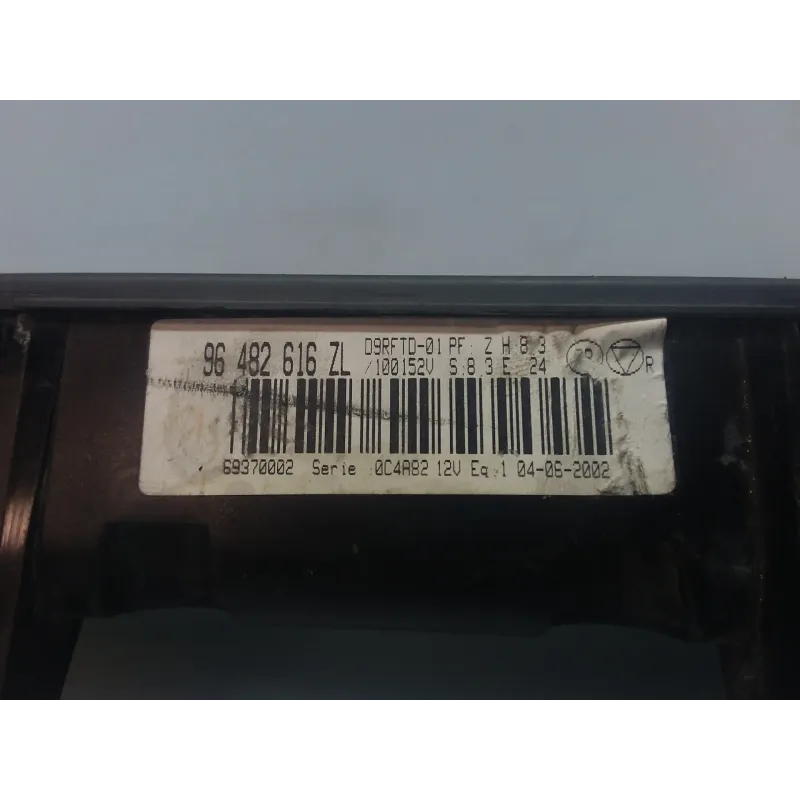 96 482 616 ZL
D9RFTD-01 PF: Z H 8 3
/100152V S.8 3 E 24
R
69370002 Serie :0C4A82 12V Eq:1 04-06-2002